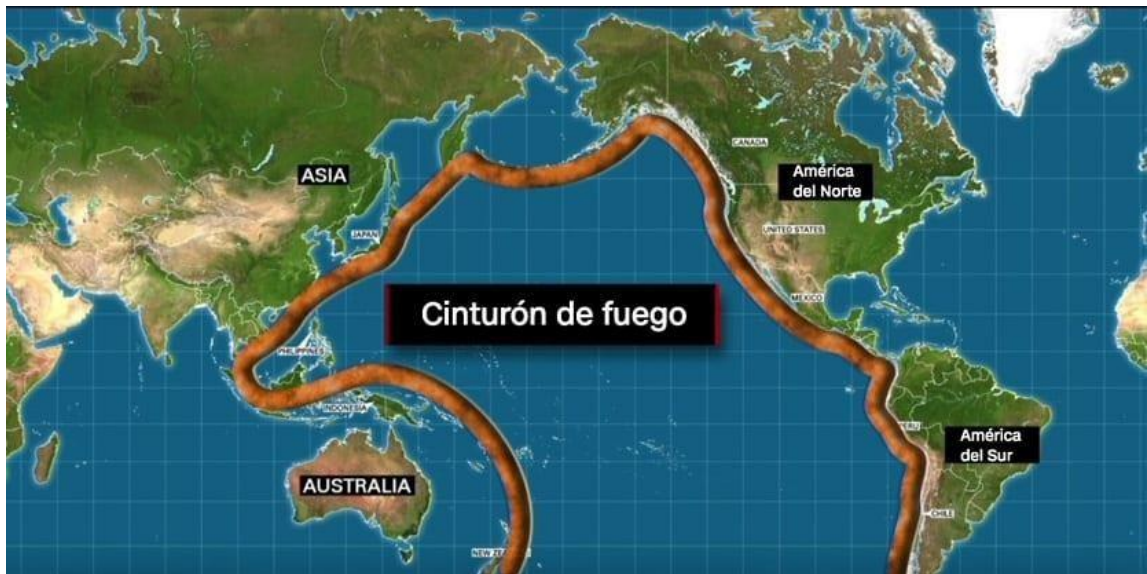 CANADA
ASIA
América
del Norte
JAPAN
UNITED STATES
MEXICO
Cinturón de fuego
PHILIPPINES
INDONESIA
PERU
América
del Sur
AUSTRALIA
CHILE